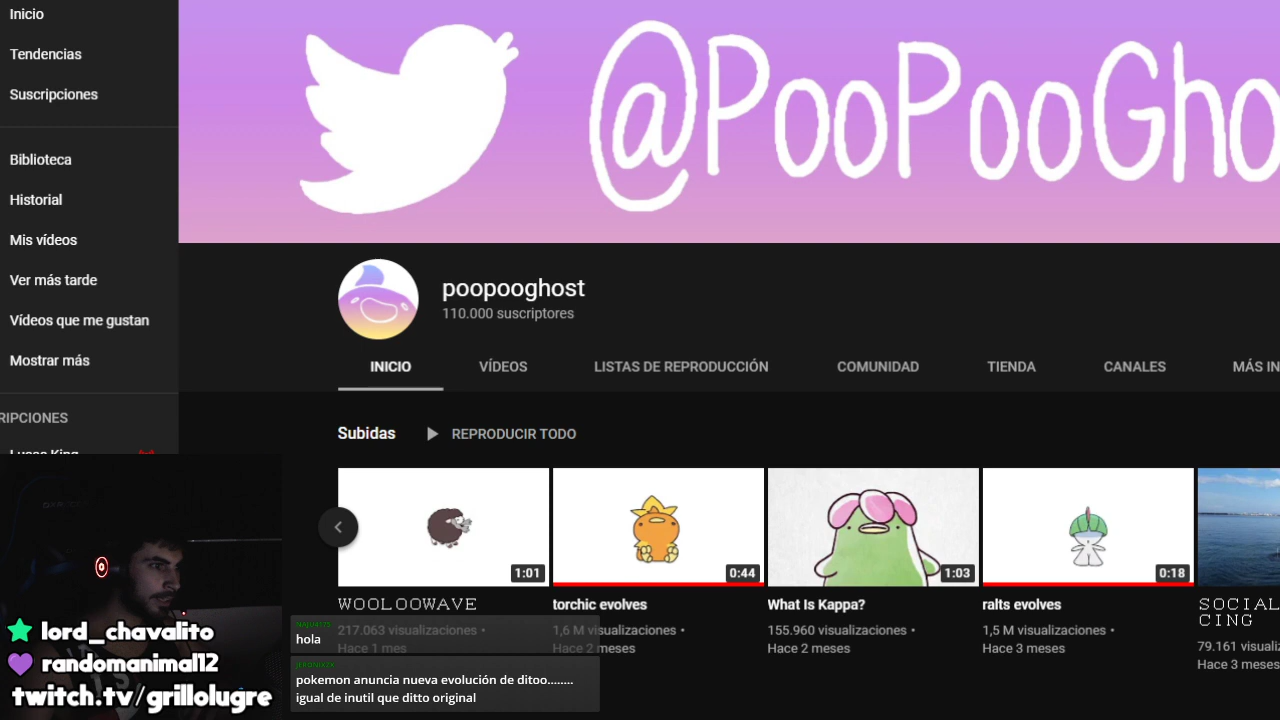 Inicio
Tendencias
Suscripciones
Biblioteca
Historial
Mis vídeos
Ver más tarde
Vídeos que me gustan
Mostrar más
RIPCIONES
@PooPooGho
poopooghost
110.000 suscriptores
INICIO
VÍDEOS
LISTAS DE REPRODUCCIÓN
COMUNIDAD
TIENDA
CANALES
MÁS IN
Subidas
REPRODUCIR TODO
1:01
0:44
1:03
0:18
WOOLOOWAVE
217.063 visualizaciones •
Hace 1 mes
torchic evolves
1,6 M visualizaciones •
Hace 2 meses
What Is Kappa?
155.960 visualizaciones •
Hace 2 meses
ralts evolves
1,5 M visualizaciones •
Hace 3 meses
SOCIAL
CING
79.161 visualiz
Hace 3 meses
hola
pokemon anuncia nueva evolución de ditoo........
igual de inutil que ditto original
lord_chavalito
randomanimal12
twitch.tv/grillolugre